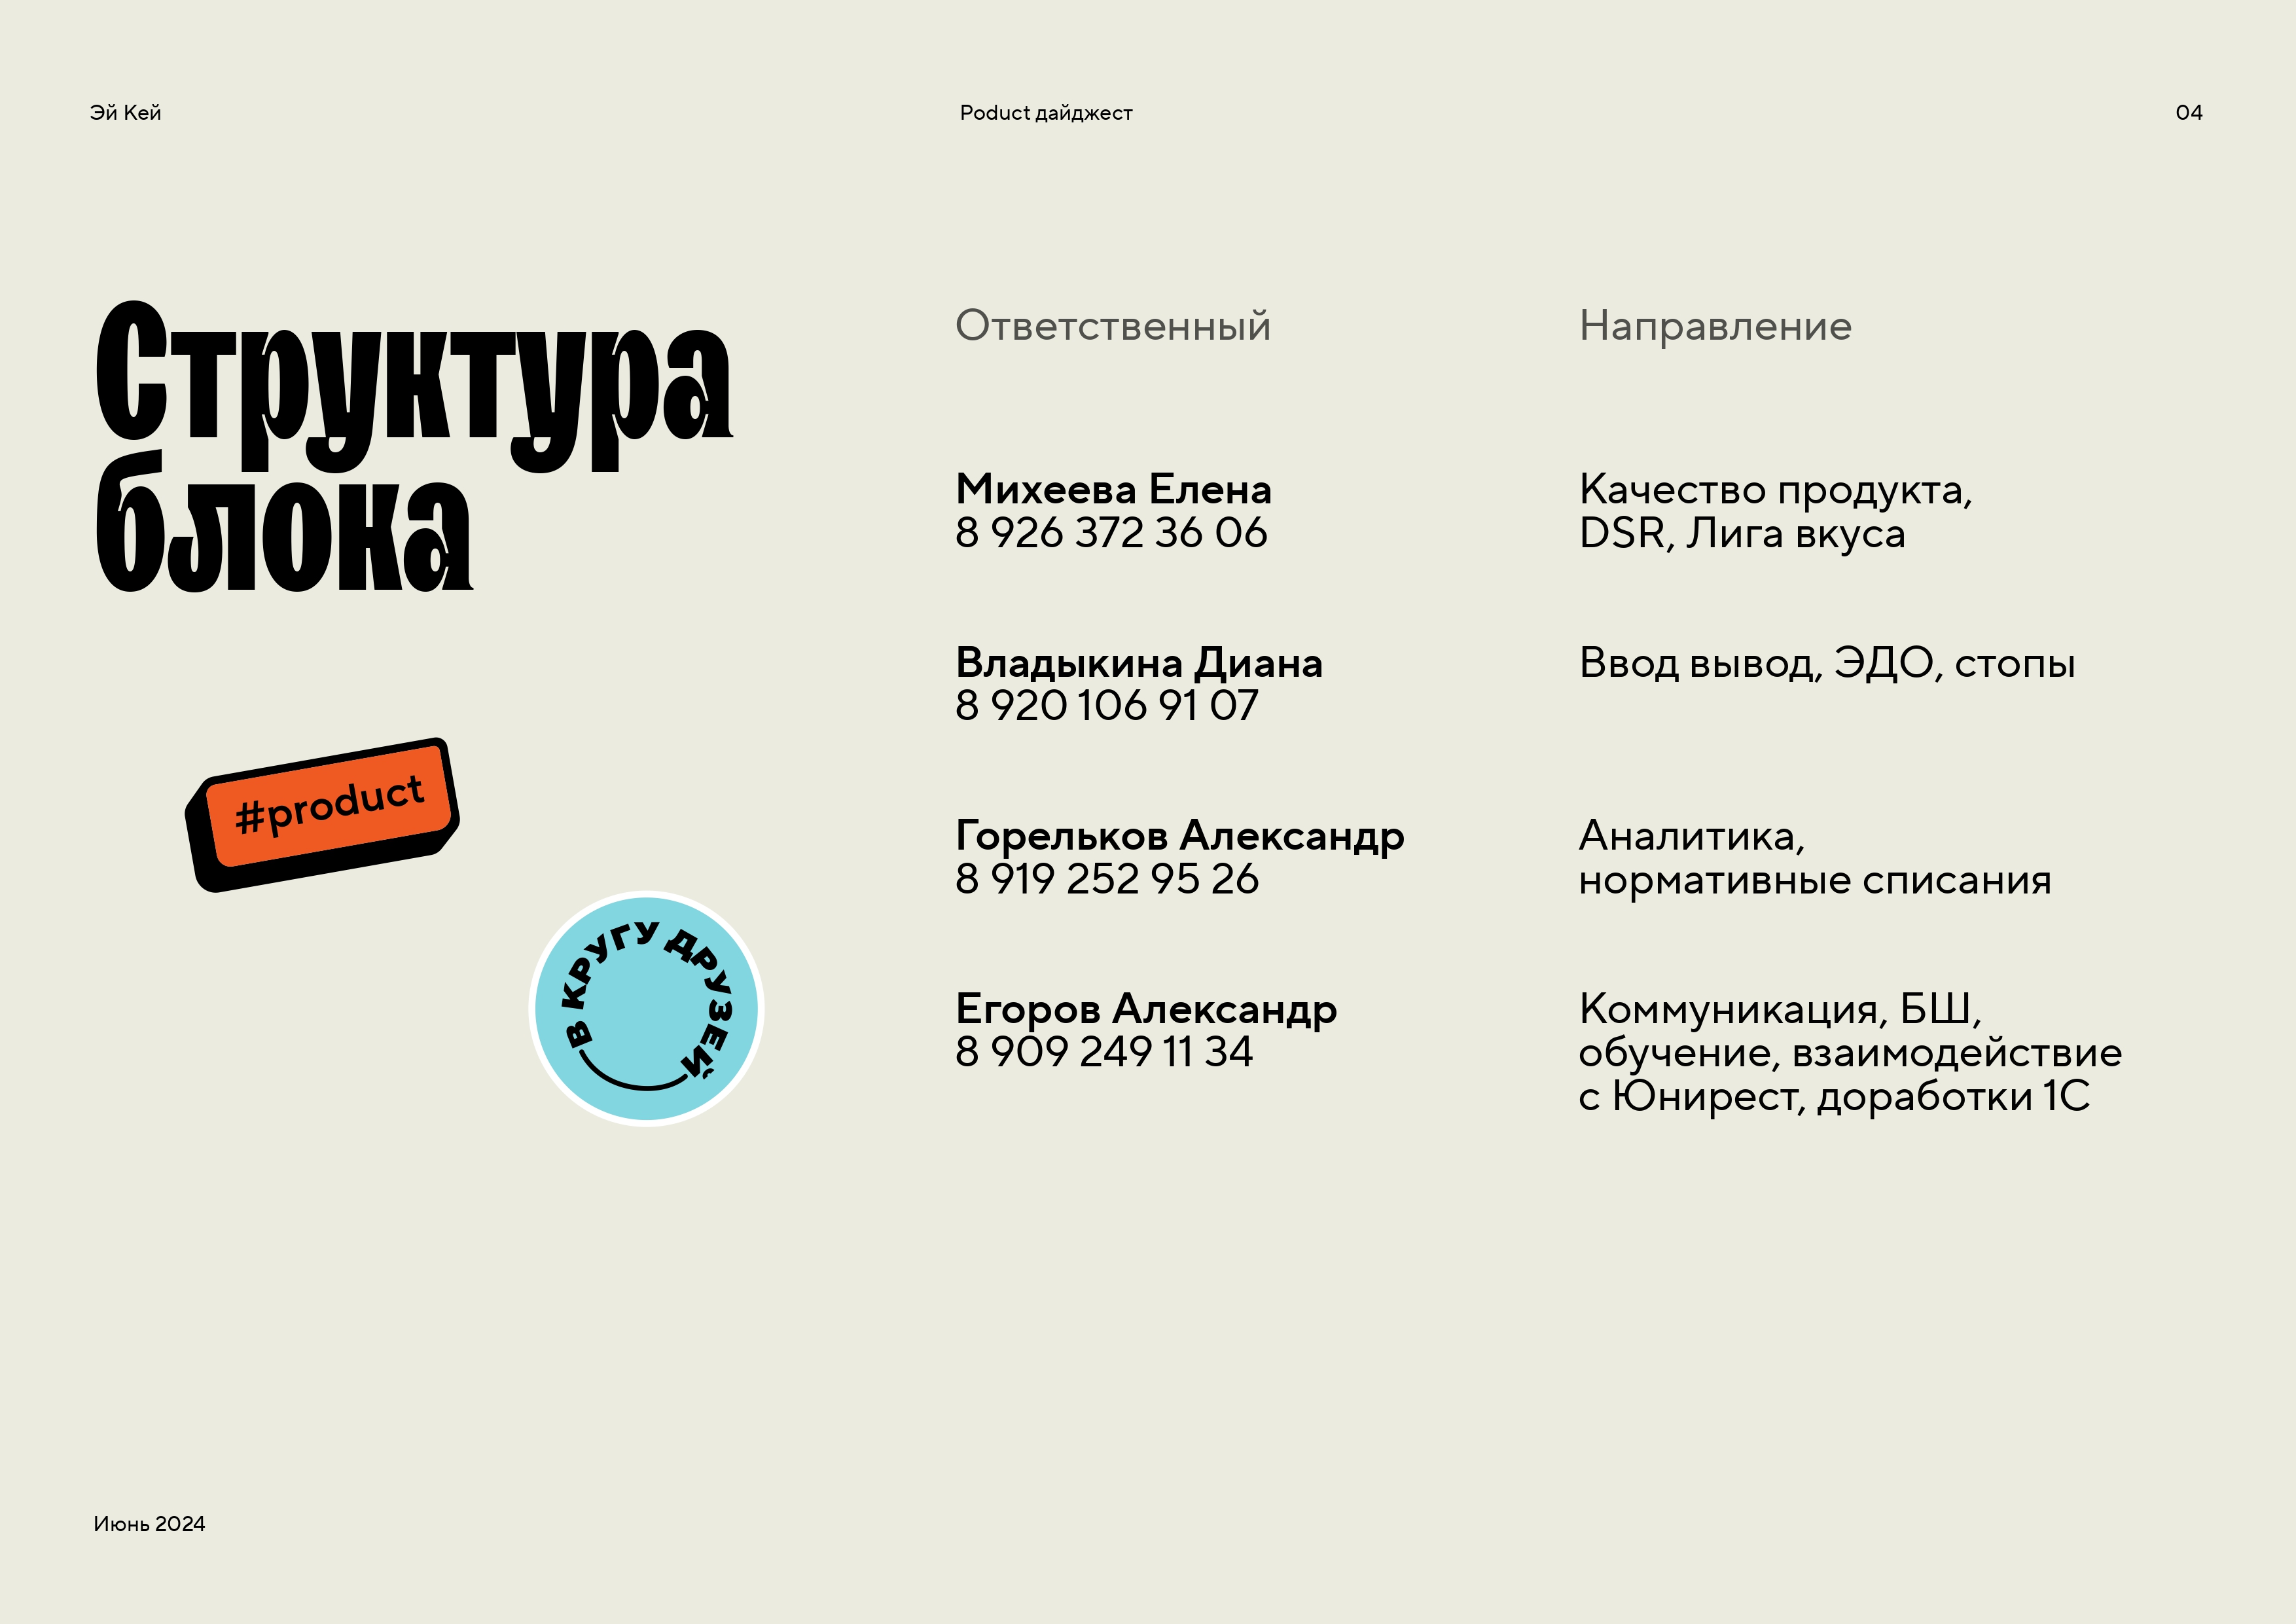 Эй Кей
Poduct дайджест
04
Структура
блока
#product
В КРУГУ ДРУЗЕЙ
Ответственный
Направление
Михеева Елена
8 926 372 36 06
Качество продукта,
DSR, Лига вкуса
Владыкина Диана
8 920 106 91 07
Ввод вывод, ЭДО, стопы
Горельков Александр
8 919 252 95 26
Аналитика,
нормативные списания
Егоров Александр
8 909 249 11 34
Коммуникация, БШ,
обучение, взаимодействие
с Юнирест, доработки 1С
Июнь 2024